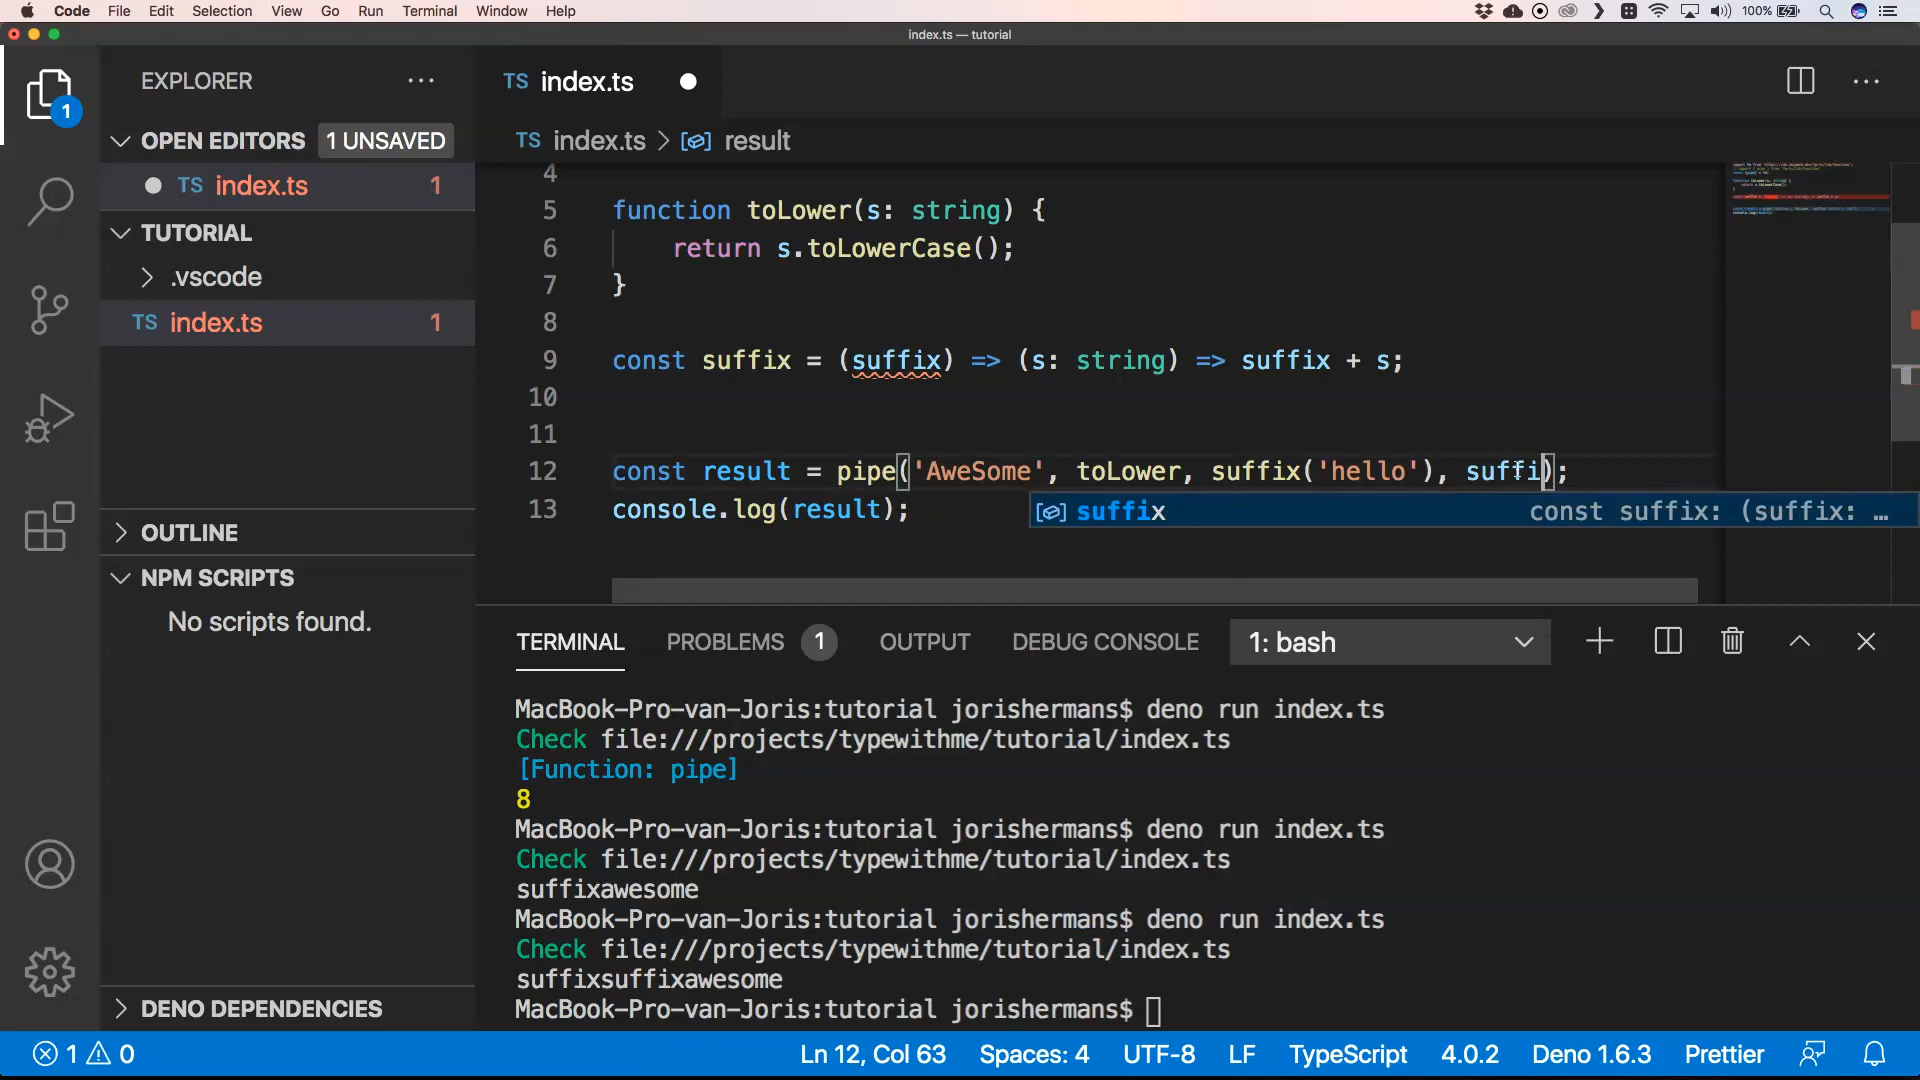 Code File Edit Selection View Go Run Terminal Window Help 100%
index.ts — tutorial
EXPLORER
TS index.ts
OPEN EDITORS 1 UNSAVED
TS index.ts > result
TS index.ts 1
TUTORIAL
.vscode
TS index.ts 1
OUTLINE
NPM SCRIPTS
No scripts found.
DENO DEPENDENCIES
1
4
5 function toLower(s: string) {
6 return s.toLowerCase();
7 }
8
9 const suffix = (suffix) => (s: string) => suffix + s;
10
11
12 const result = pipe('AweSome', toLower, suffix('hello'), suffi);
13 console.log(result);
suffix const suffix: (suffix: …
TERMINAL PROBLEMS 1 OUTPUT DEBUG CONSOLE 1: bash
MacBook-Pro-van-Joris:tutorial jorishermans$ deno run index.ts
Check file:///projects/typewithme/tutorial/index.ts
[Function: pipe]
8
MacBook-Pro-van-Joris:tutorial jorishermans$ deno run index.ts
Check file:///projects/typewithme/tutorial/index.ts
suffixawesome
MacBook-Pro-van-Joris:tutorial jorishermans$ deno run index.ts
Check file:///projects/typewithme/tutorial/index.ts
suffixsuffixawesome
MacBook-Pro-van-Joris:tutorial jorishermans$
1 0 Ln 12, Col 63 Spaces: 4 UTF-8 LF TypeScript 4.0.2 Deno 1.6.3 Prettier